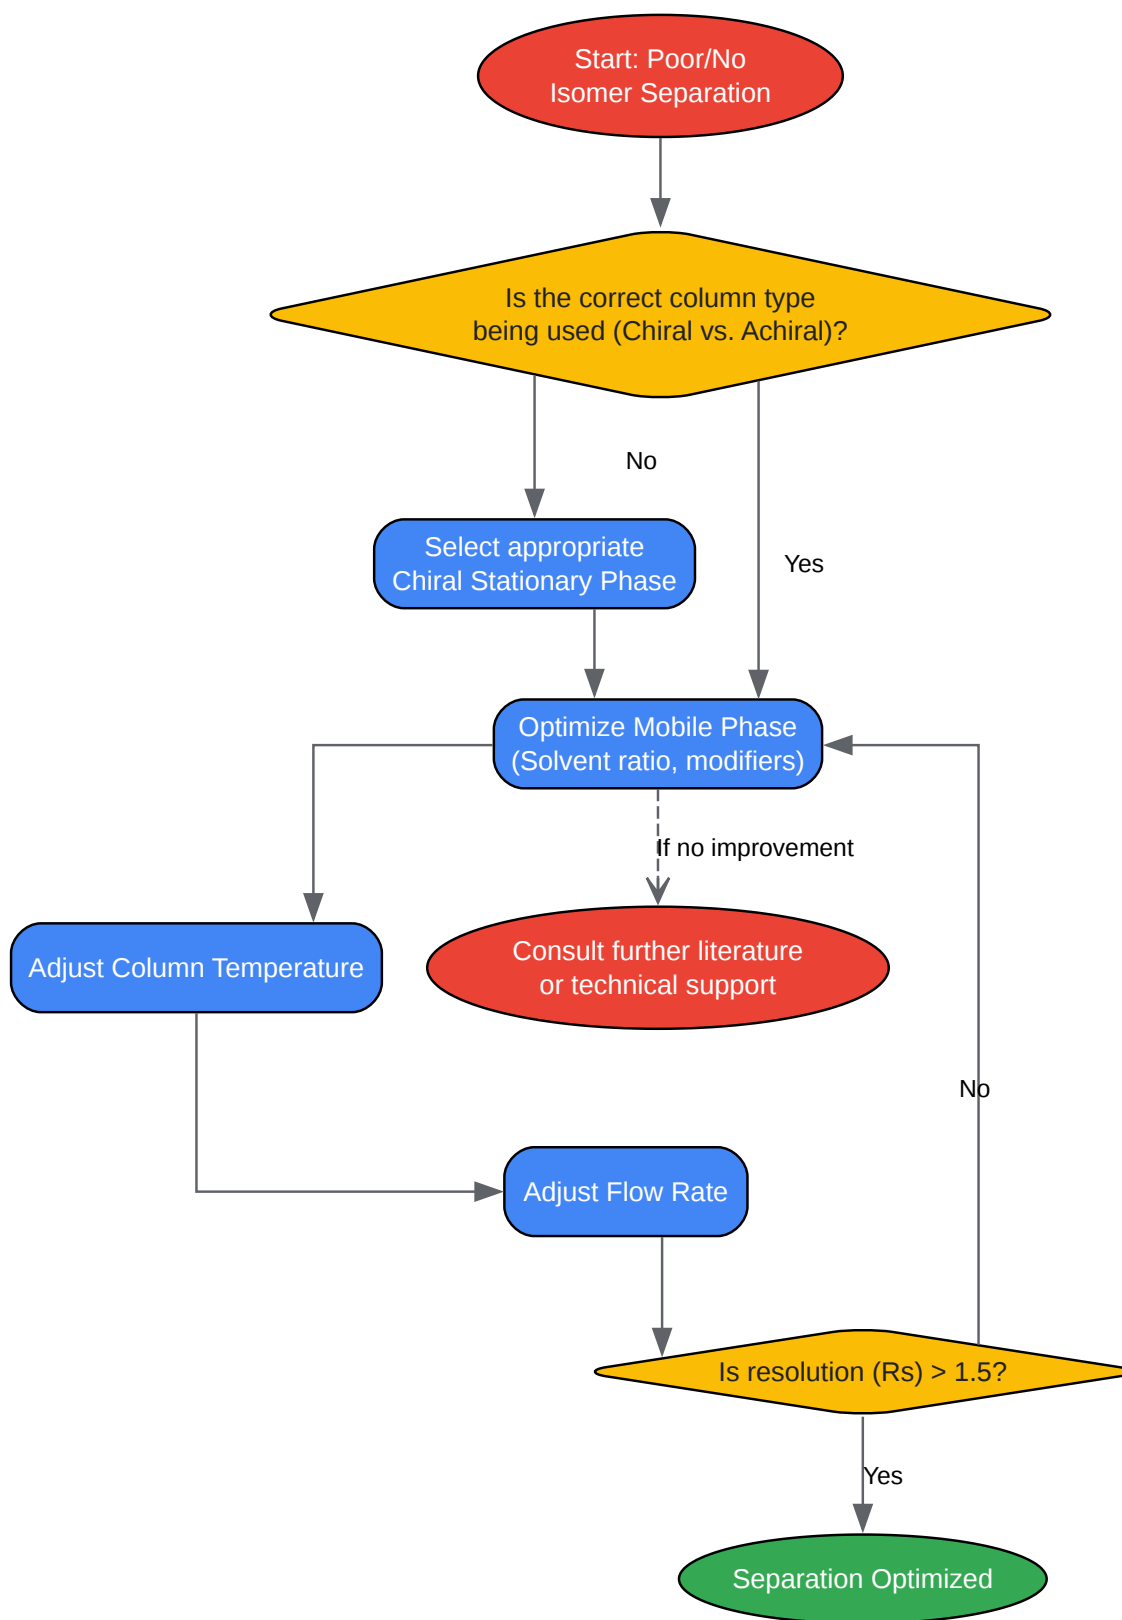 Start: Poor/No
Isomer Separation
Is the correct column type
being used (Chiral vs. Achiral)?
No
Select appropriate
Chiral Stationary Phase
Yes
Optimize Mobile Phase
(Solvent ratio, modifiers)
If no improvement
Consult further literature
or technical support
Adjust Column Temperature
No
Adjust Flow Rate
Is resolution (Rs) > 1.5?
Yes
Separation Optimized